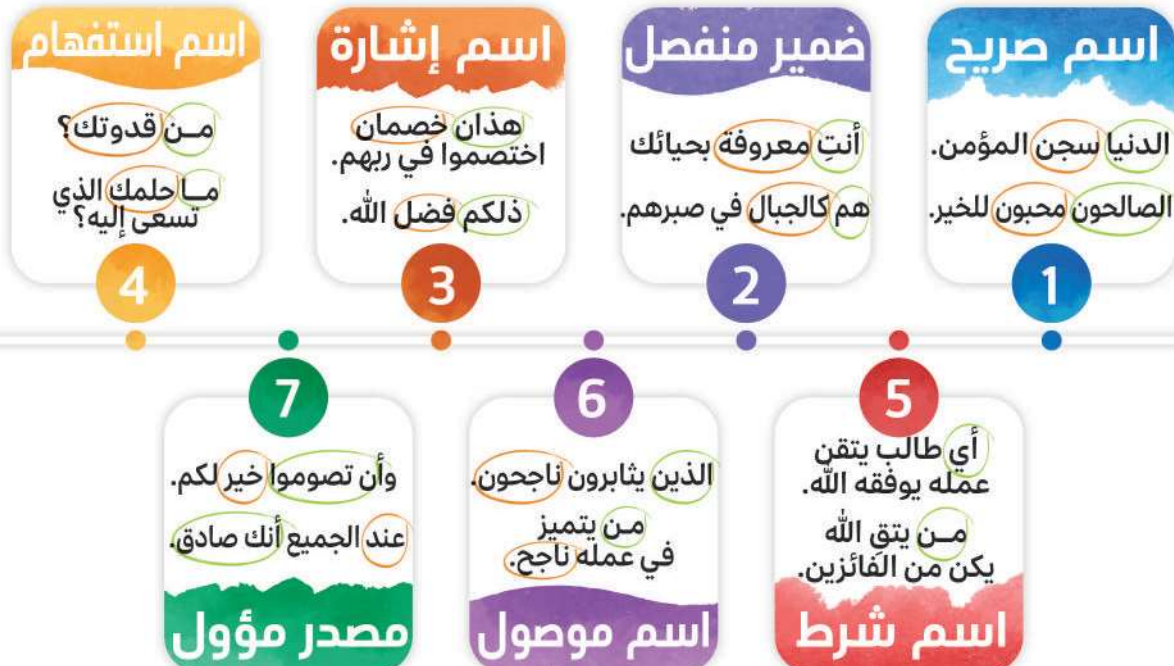 اسم صريح
الدنيا سجن المؤمن.
الصالحون محبون للخير.
1
ضمير منفصل
أنتِ معروفة بحيائك
هم كالجبال في صبرهم.
2
اسم إشارة
هذان خصمان
اختصموا في ربهم.
ذلكم فضل الله.
3
اسم استفهام
مـن قدوتك؟
مـا حلمك الذي
تسعى إليه؟
4
5
أي طالب يتقن
عمله يوفقه الله.
مـن يتقِ الله
يكن من الفائزين.
اسم شرط
6
الذين يثابرون ناجحون.
مـن يتميز
في عمله ناجح.
اسم موصول
7
وأن تصوموا خير لكم.
عند الجميع أنك صادق.
مصدر مؤول